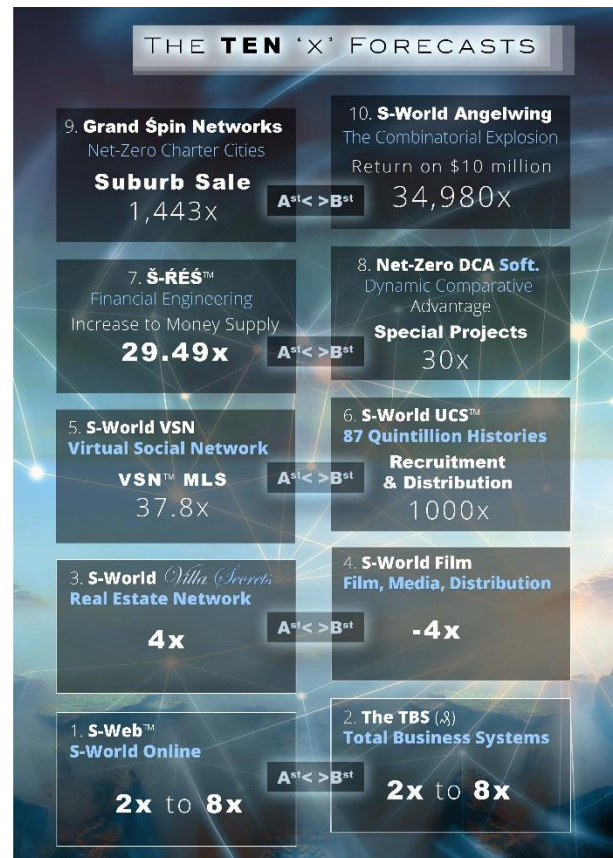 THE TEN ‘X’ FORECASTS
9. Grand Śpin Networks
Net-Zero Charter Cities
Suburb Sale
1,443x
10. S-World Angelwing
The Combinatorial Explosion
Return on $10 million
34,980x
Aˢᵗ< >Bˢᵗ
7. Š-ŔÉŚ™
Financial Engineering
Increase to Money Supply
29.49x
8. Net-Zero DCA Soft.
Dynamic Comparative
Advantage
Special Projects
30x
Aˢᵗ< >Bˢᵗ
5. S-World VSN
Virtual Social Network
VSN™ MLS
37.8x
6. S-World UCS™
87 Quintillion Histories
Recruitment
& Distribution
1000x
Aˢᵗ< >Bˢᵗ
3. S-World Villa Secrets
Real Estate Network
4x
4. S-World Film
Film, Media, Distribution
-4x
Aˢᵗ< >Bˢᵗ
1. S-Web™
S-World Online
2x to 8x
2. The TBS
Total Business Systems
2x to 8x
Aˢᵗ< >Bˢᵗ